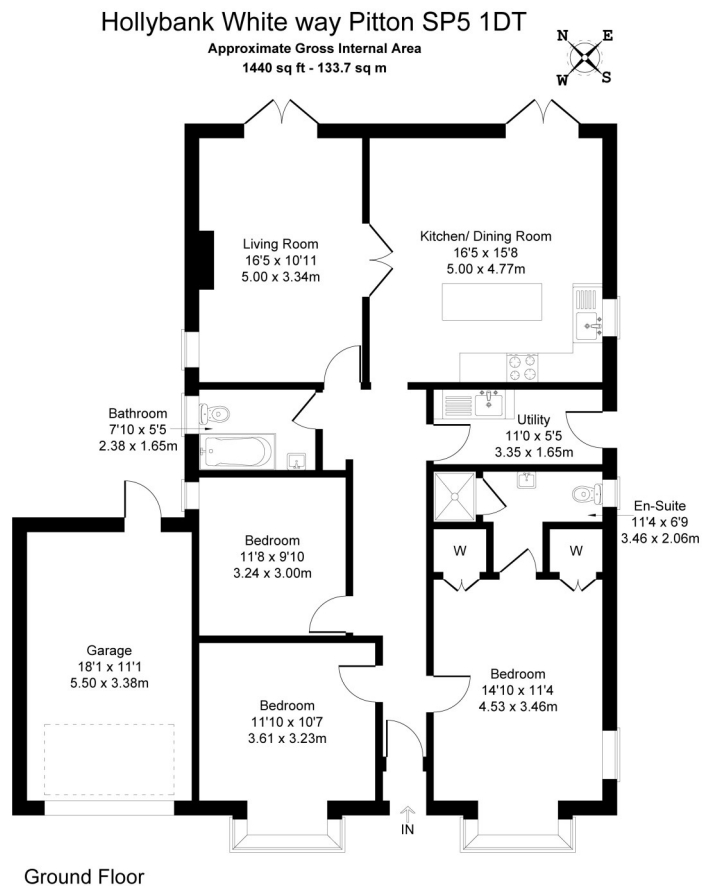 Hollybank White way Pitton SP5 1DT
Approximate Gross Internal Area
1440 sq ft - 133.7 sq m
N E
W S
Living Room
16'5 x 10'11
5.00 x 3.34m
Kitchen/ Dining Room
16'5 x 15'8
5.00 x 4.77m
Bathroom
7'10 x 5'5
2.38 x 1.65m
Utility
11'0 x 5'5
3.35 x 1.65m
En-Suite
11'4 x 6'9
3.46 x 2.06m
W
W
Bedroom
11'8 x 9'10
3.24 x 3.00m
Garage
18'1 x 11'1
5.50 x 3.38m
Bedroom
11'10 x 10'7
3.61 x 3.23m
Bedroom
14'10 x 11'4
4.53 x 3.46m
IN
Ground Floor